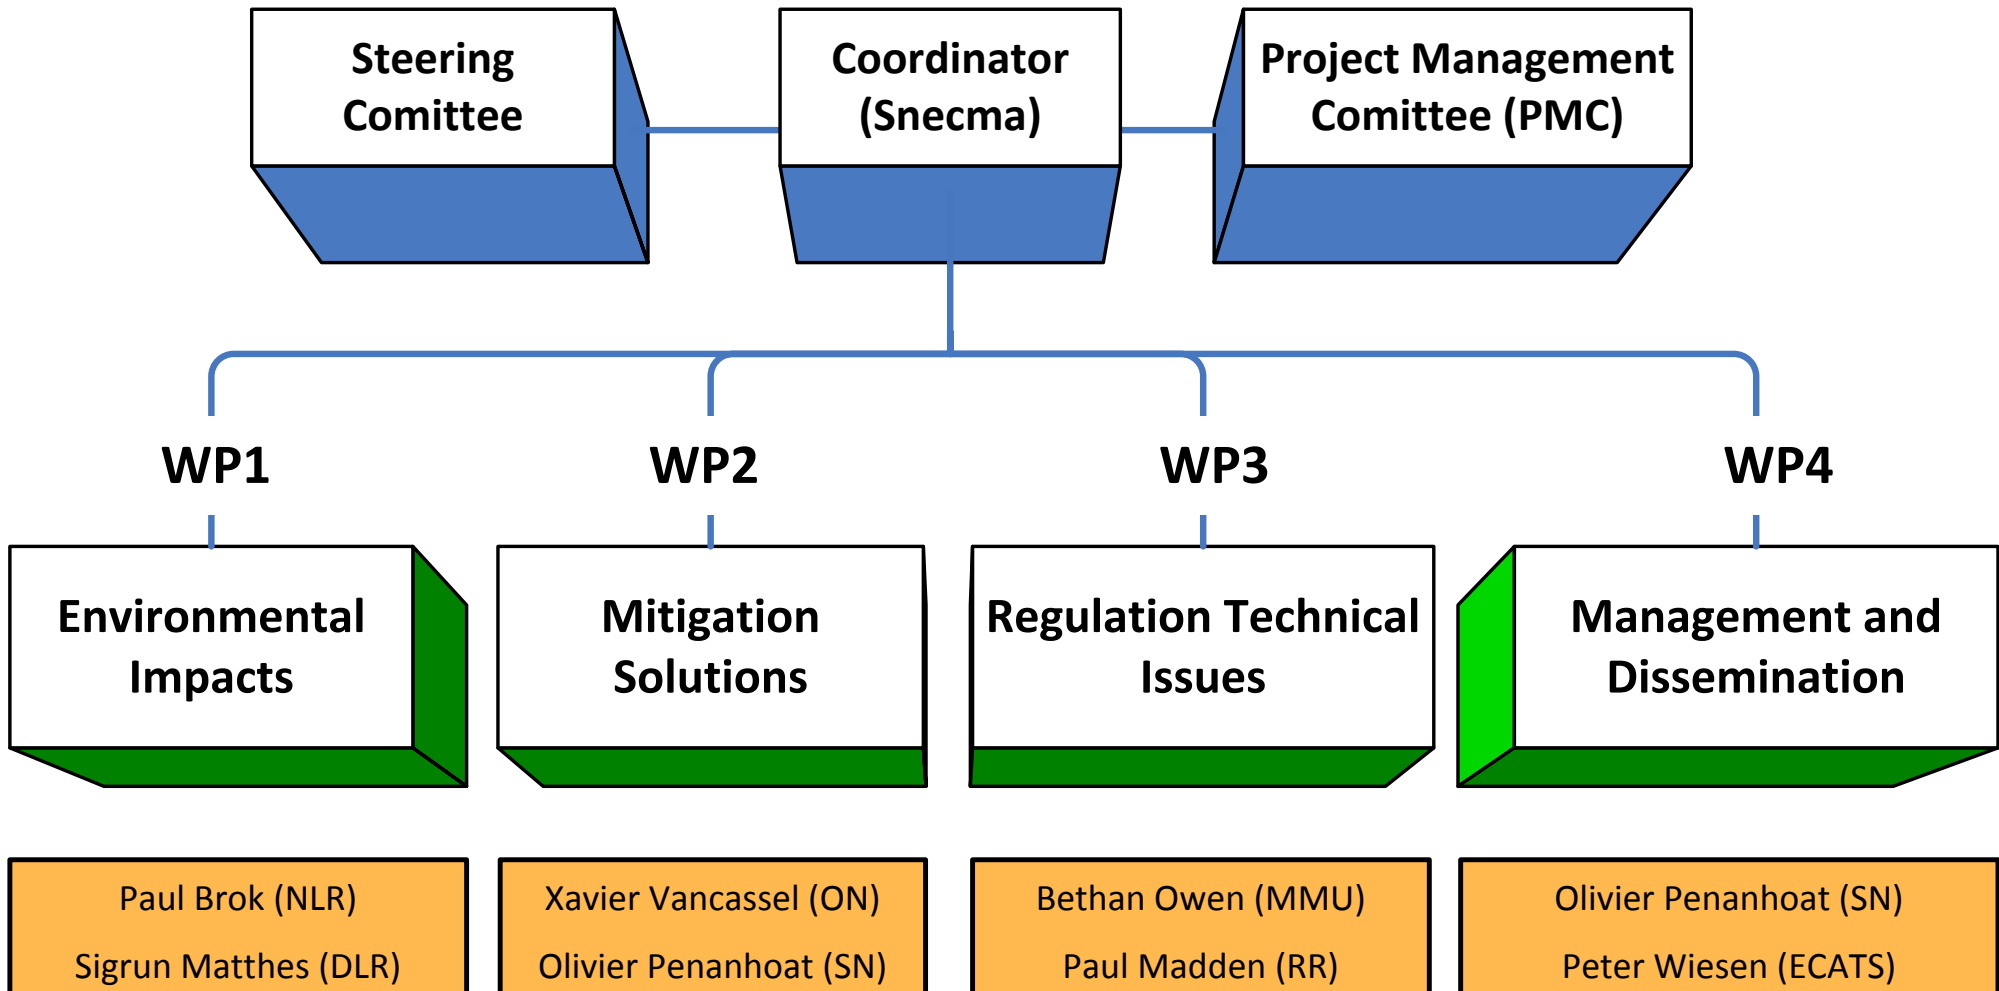 Steering
Comittee
Coordinator
(Snecma)
Project Management
Comittee (PMC)
WP1
WP2
WP3
WP4
Environmental
Impacts
Mitigation
Solutions
Regulation Technical
Issues
Management and
Dissemination
Paul Brok (NLR)
Sigrun Matthes (DLR)
Xavier Vancassel (ON)
Olivier Penanhoat (SN)
Bethan Owen (MMU)
Paul Madden (RR)
Olivier Penanhoat (SN)
Peter Wiesen (ECATS)